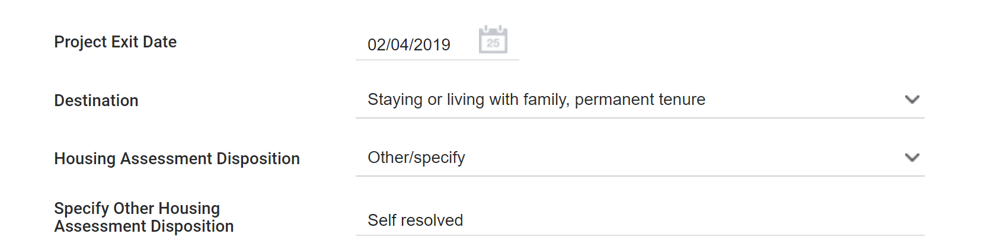 Project Exit Date
02/04/2019
25
Destination
Staying or living with family, permanent tenure
Housing Assessment Disposition
Other/specify
Specify Other Housing
Assessment Disposition
Self resolved